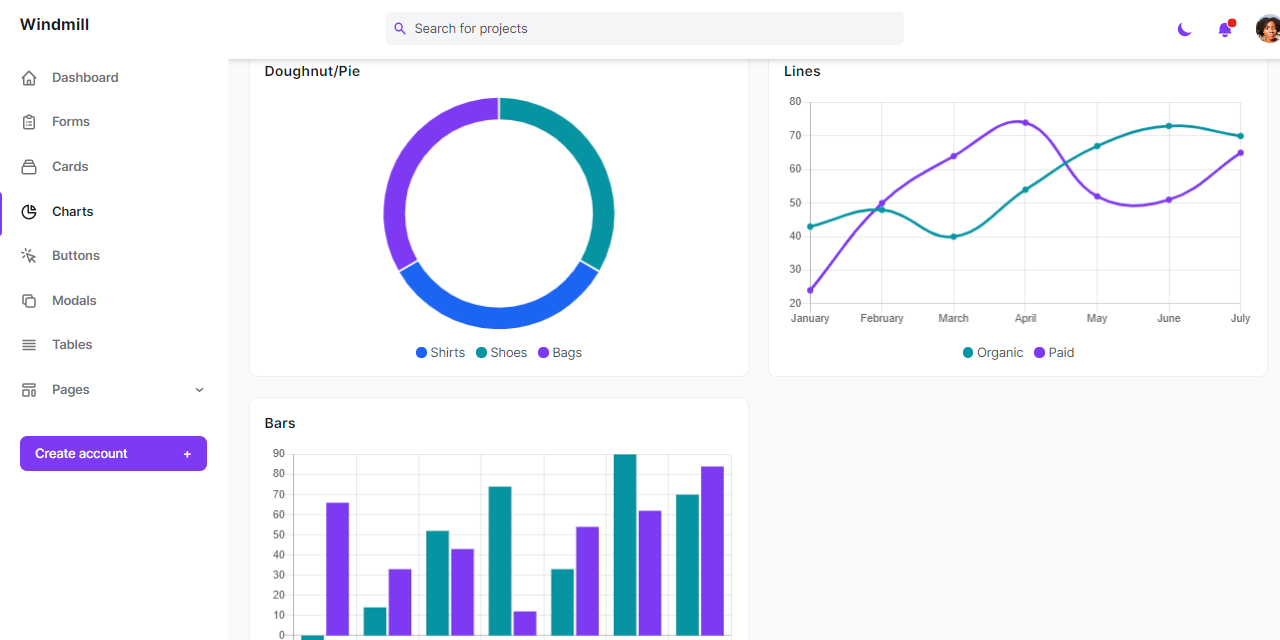 Windmill
Search for projects
Dashboard
Forms
Cards
Charts
Buttons
Modals
Tables
Pages
Create account +
Doughnut/Pie
Shirts Shoes Bags
Lines
80
70
60
50
40
30
20
January February March April May June July
Organic Paid
Bars
90
80
70
60
50
40
30
20
10
0